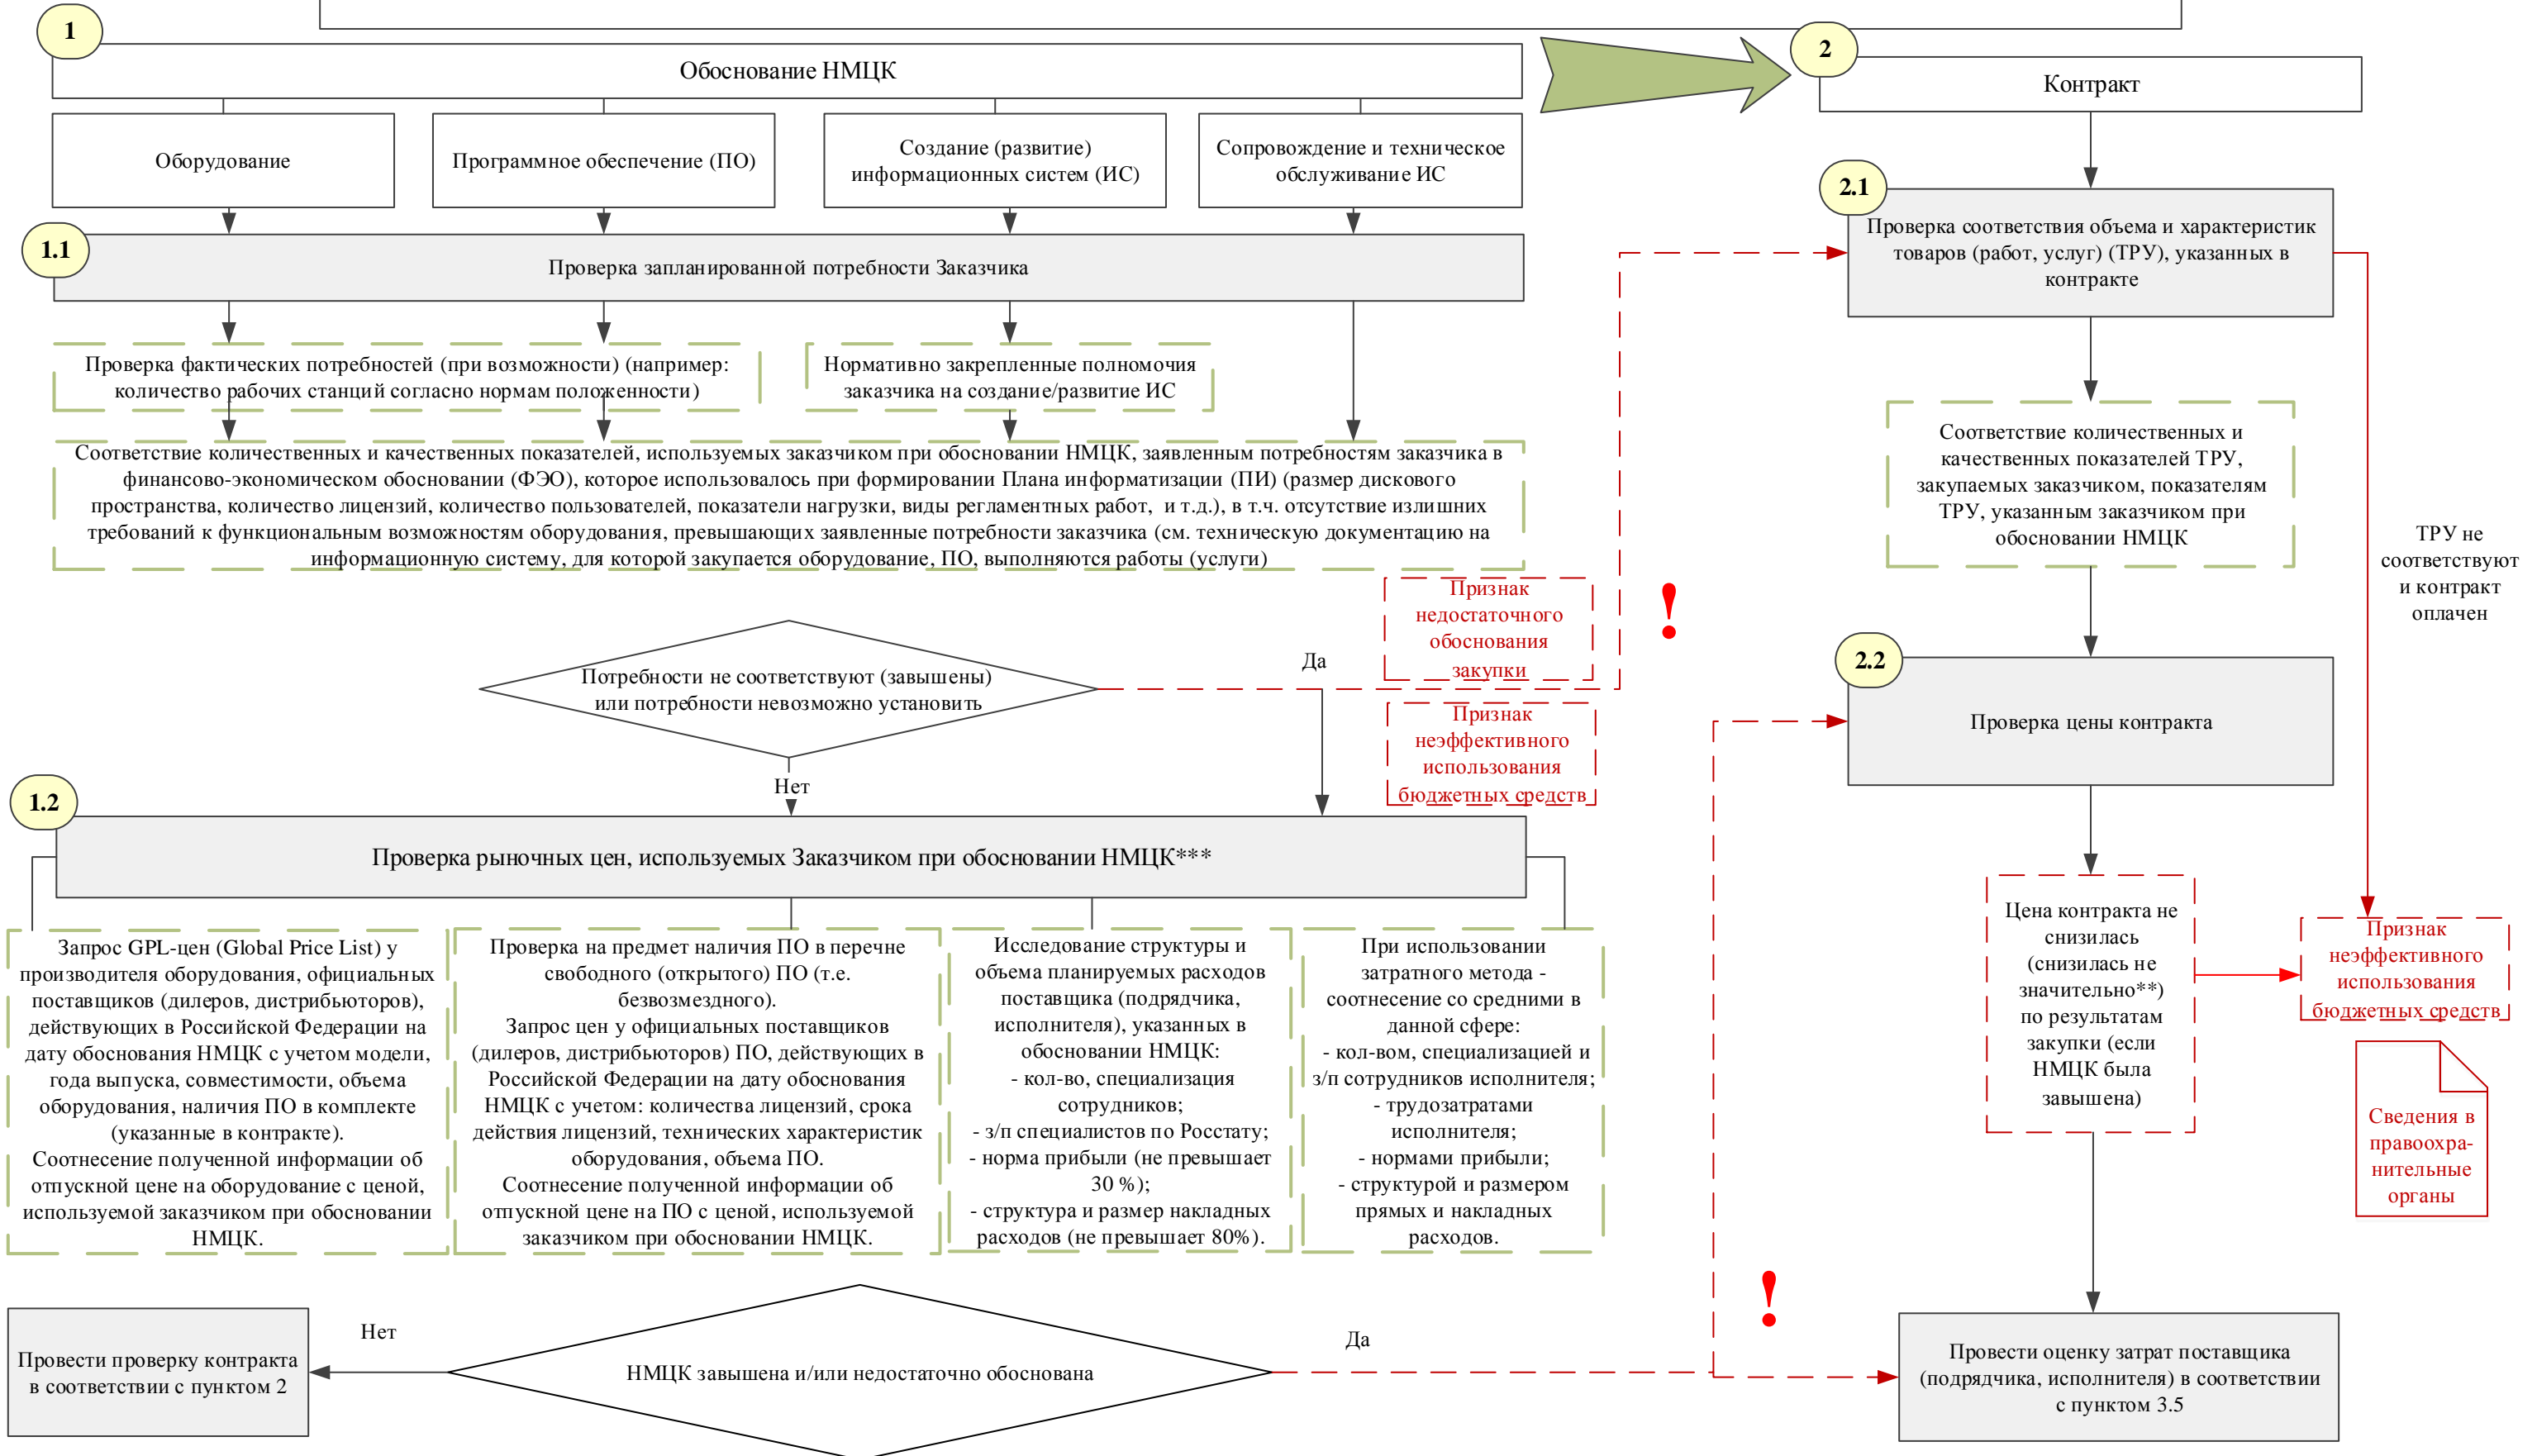 1
Обоснование НМЦК
2
Контракт
Оборудование
Программное обеспечение (ПО)
Создание (развитие)
информационных систем (ИС)
Сопровождение и техническое
обслуживание ИС
1.1
Проверка запланированной потребности Заказчика
2.1
Проверка соответствия объема и характеристик
товаров (работ, услуг) (ТРУ), указанных в
контракте
Проверка фактических потребностей (при возможности) (например:
количество рабочих станций согласно нормам положенности)
Нормативно закрепленные полномочия
заказчика на создание/развитие ИС
Соответствие количественных и качественных показателей, используемых заказчиком при обосновании НМЦК, заявленным потребностям заказчика в
финансово-экономическом обосновании (ФЭО), которое использовалось при формировании Плана информатизации (ПИ) (размер дискового
пространства, количество лицензий, количество пользователей, показатели нагрузки, виды регламентных работ, и т.д.), в т.ч. отсутствие излишних
требований к функциональным возможностям оборудования, превышающих заявленные потребности заказчика (см. техническую документацию на
информационную систему, для которой закупается оборудование, ПО, выполняются работы (услуги)
Соответствие количественных и
качественных показателей ТРУ,
закупаемых заказчиком, показателям
ТРУ, указанным заказчиком при
обосновании НМЦК
ТРУ не
соответствуют
и контракт
оплачен
Признак
недостаточного
обоснования
закупки
!
Потребности не соответствуют (завышены)
или потребности невозможно установить
Да
Нет
Признак
неэффективного
использования
бюджетных средств
2.2
Проверка цены контракта
1.2
Проверка рыночных цен, используемых Заказчиком при обосновании НМЦК***
Запрос GPL-цен (Global Price List) у
производителя оборудования, официальных
поставщиков (дилеров, дистрибьюторов),
действующих в Российской Федерации на
дату обоснования НМЦК с учетом модели,
года выпуска, совместимости, объема
оборудования, наличия ПО в комплекте
(указанные в контракте).
Соотнесение полученной информации об
отпускной цене на оборудование с ценой,
используемой заказчиком при обосновании
НМЦК.
Проверка на предмет наличия ПО в перечне
свободного (открытого) ПО (т.е.
безвозмездного).
Запрос цен у официальных поставщиков
(дилеров, дистрибьюторов) ПО, действующих в
Российской Федерации на дату обоснования
НМЦК с учетом: количества лицензий, срока
действия лицензий, технических характеристик
оборудования, объема ПО.
Соотнесение полученной информации об
отпускной цене на ПО с ценой, используемой
заказчиком при обосновании НМЦК.
Исследование структуры и
объема планируемых расходов
поставщика (подрядчика,
исполнителя), указанных в
обосновании НМЦК:
- кол-во, специализация
сотрудников;
- з/п специалистов по Росстату;
- норма прибыли (не превышает
30 %);
- структура и размер накладных
расходов (не превышает 80%).
При использовании
затратного метода -
соотнесение со средними в
данной сфере:
- кол-вом, специализацией и
з/п сотрудников исполнителя;
- трудозатратами
исполнителя;
- нормами прибыли;
- структурой и размером
прямых и накладных
расходов.
Цена контракта не
снизилась
(снизилась не
значительно**)
по результатам
закупки (если
НМЦК была
завышена)
Признак
неэффективного
использования
бюджетных средств
Сведения в
правоохра-
нительные
органы
Провести проверку контракта
в соответствии с пунктом 2
Нет
НМЦК завышена и/или недостаточно обоснована
Да
!
Провести оценку затрат поставщика
(подрядчика, исполнителя) в соответствии
с пунктом 3.5